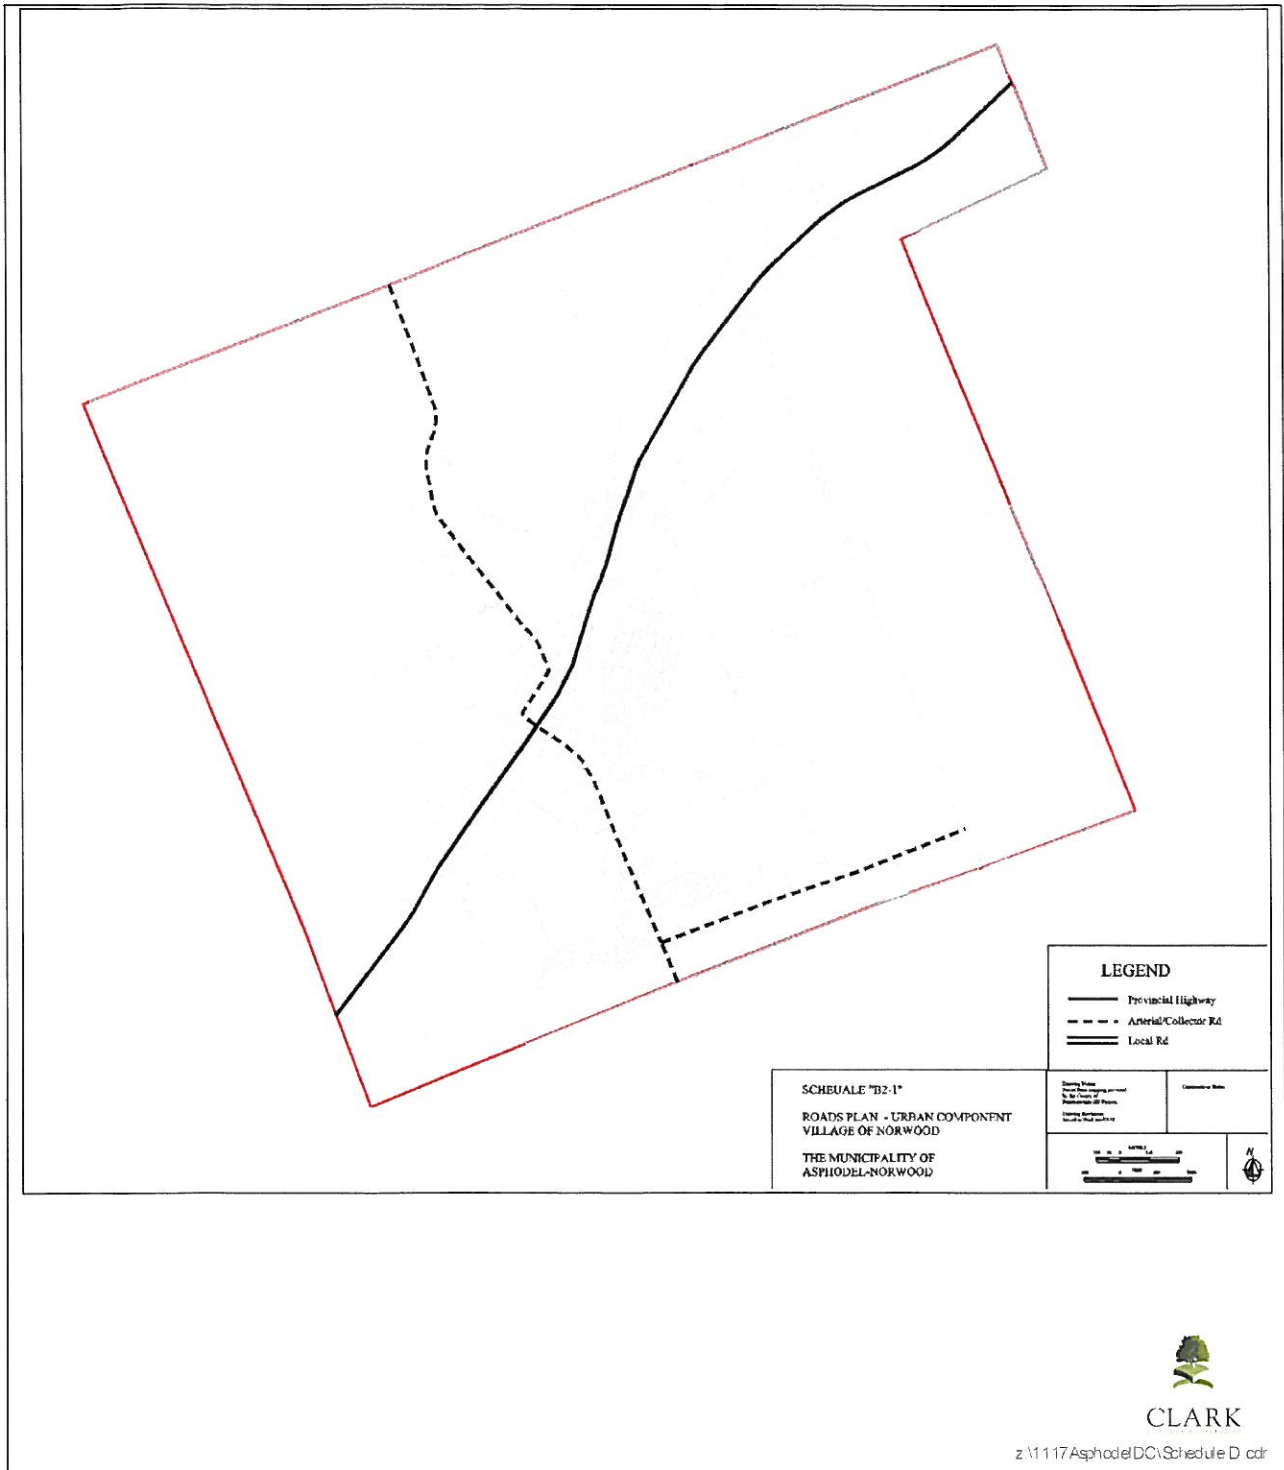 LEGEND
Provincial Highway
Arterial/Collector Rd
Local Rd
SCHEUALE "B2-1"
ROADS PLAN - URBAN COMPONENT
VILLAGE OF NORWOOD
THE MUNICIPALITY OF
ASPHODEL-NORWOOD
N
CLARK
z:\1117AsphodelDC\Schedule D.cdr